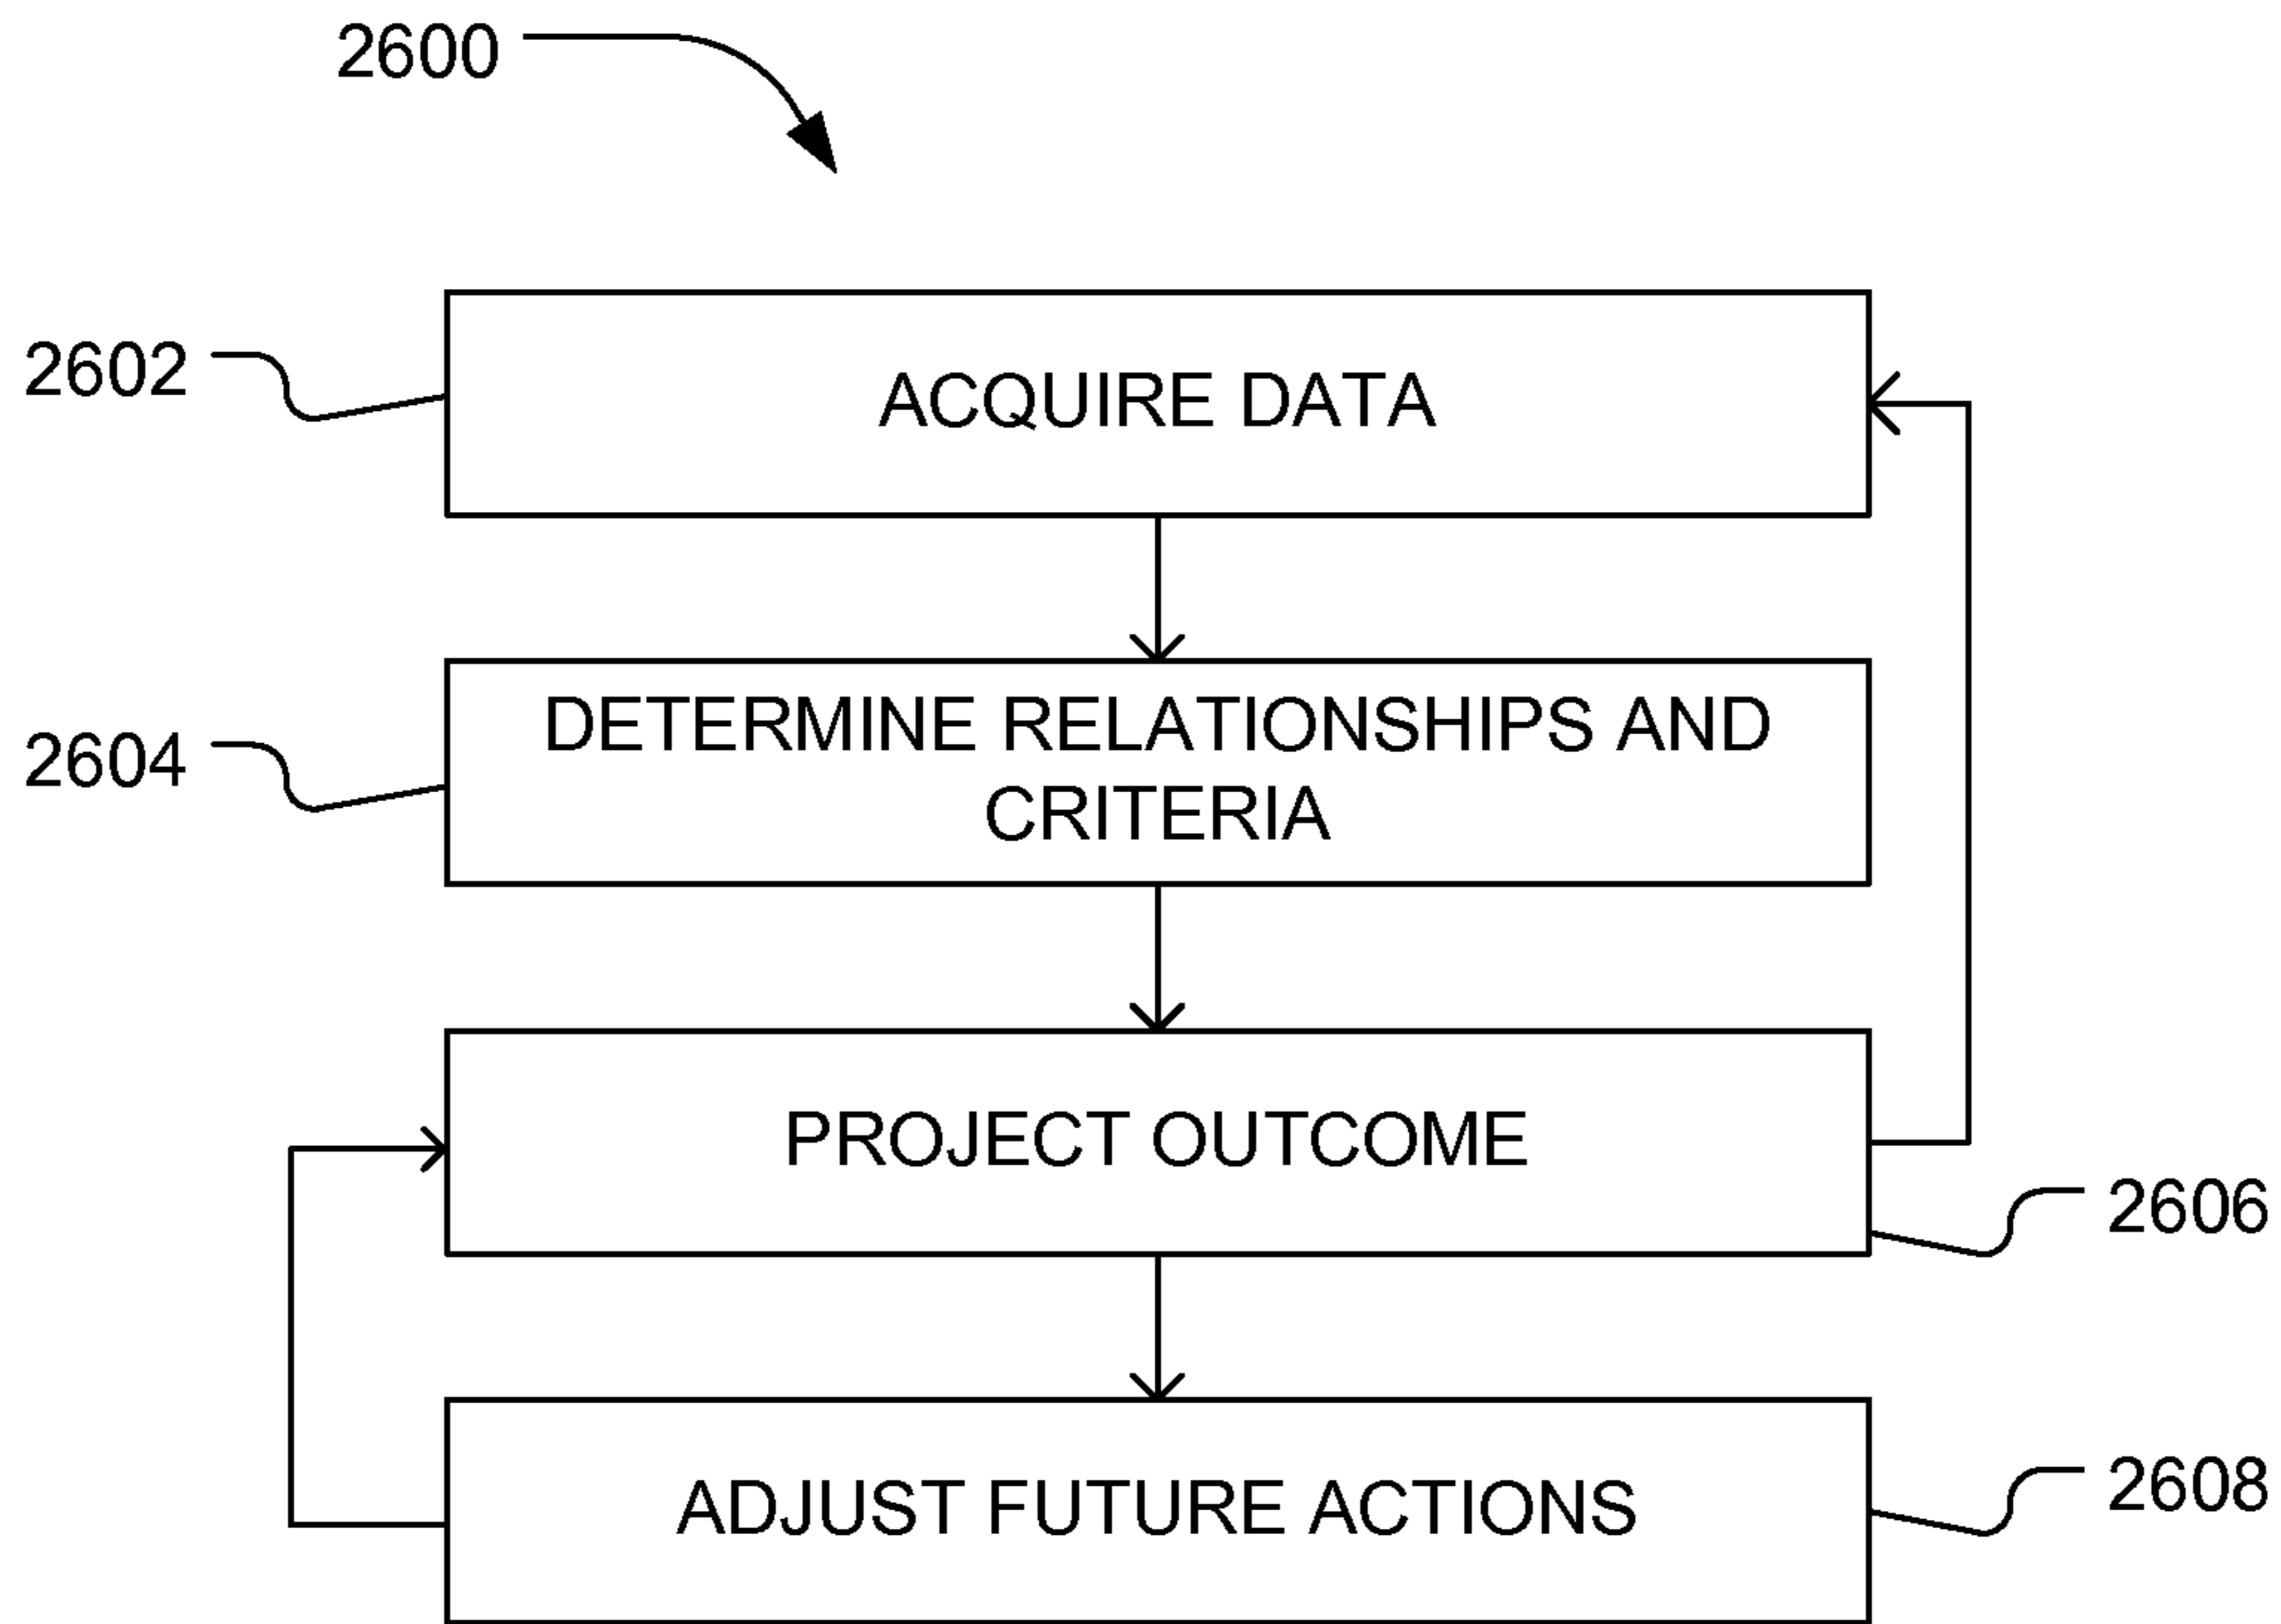 2600
2602
ACQUIRE DATA
2604
DETERMINE RELATIONSHIPS AND
CRITERIA
PROJECT OUTCOME
2606
ADJUST FUTURE ACTIONS
2608